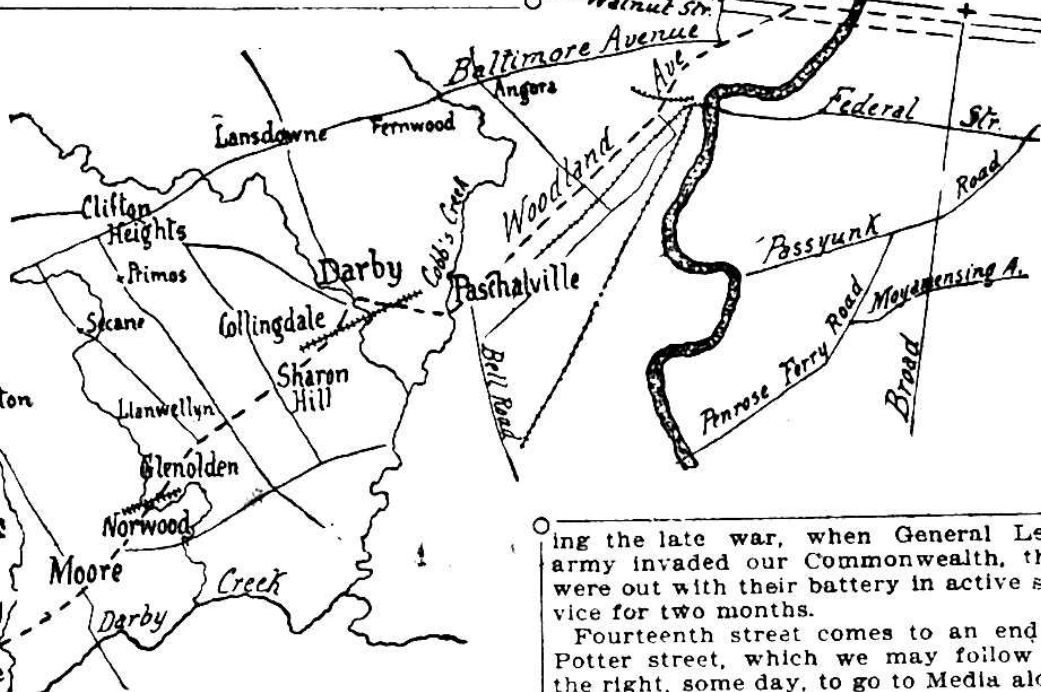 Walnut Str.
Baltimore Avenue
Ave
Angora
Federal Str.
Lansdowne
Fernwood
Woodland
Road
Cobb's Creek
Clifton
Heights
Passyunk
Primos
Darby
Paschalville
Moyamensing A.
Secane
Collingdale
Road
Bell Road
Sharon
Hill
Penrose Ferry
Broad
ton
Llanwellyn
Glenolden
Norwood
Moore
Creek
Darby
ing the late war, when General Le
army invaded our Commonwealth, th
were out with their battery in active s
vice for two months.
Fourteenth street comes to an end
Potter street, which we may follow
the right, some day, to go to Media alo